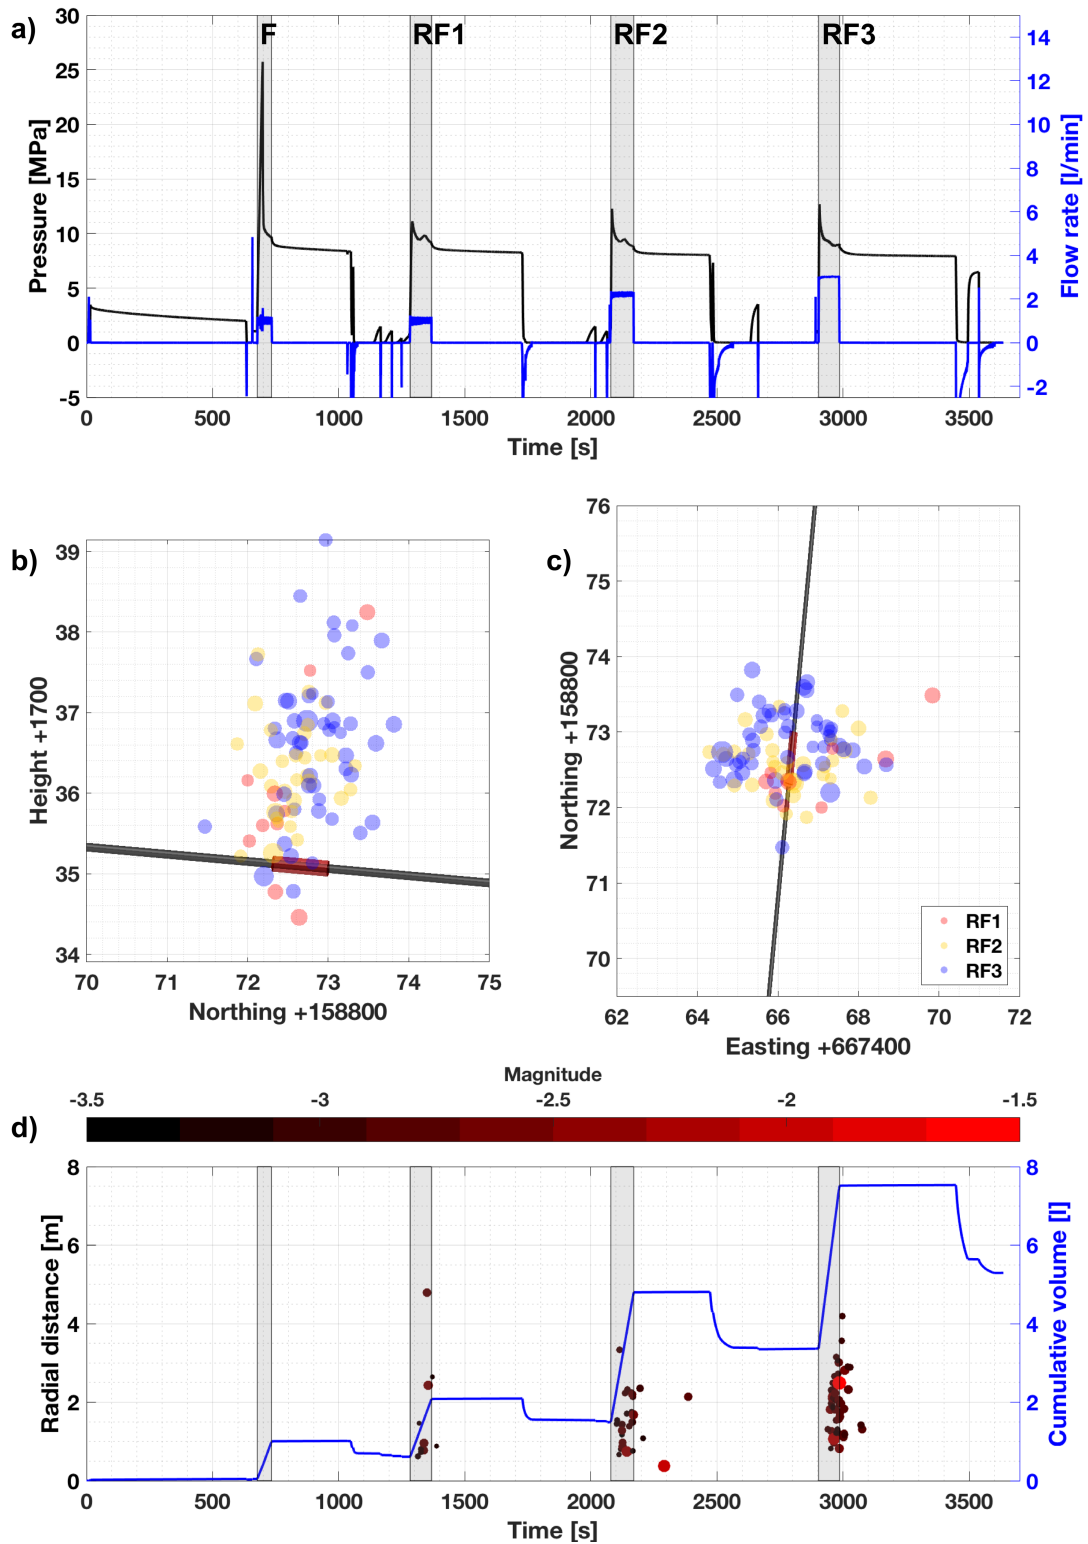 a)
F RF1 RF2 RF3
30
25
20
15
10
5
0
-5
Pressure [MPa]
14
12
10
8
6
4
2
0
-2
Flow rate [l/min]
0 500 1000 1500 2000 2500 3000 3500
Time [s]
b)
39
38
37
36
35
34
Height +1700
70 71 72 73 74 75
Northing +158800
c)
76
75
74
73
72
71
70
Northing +158800
RF1
RF2
RF3
62 64 66 68 70 72
Easting +667400
Magnitude
-3.5 -3 -2.5 -2 -1.5
d)
8
6
4
2
0
Radial distance [m]
8
6
4
2
0
Cumulative volume [l]
0 500 1000 1500 2000 2500 3000 3500
Time [s]